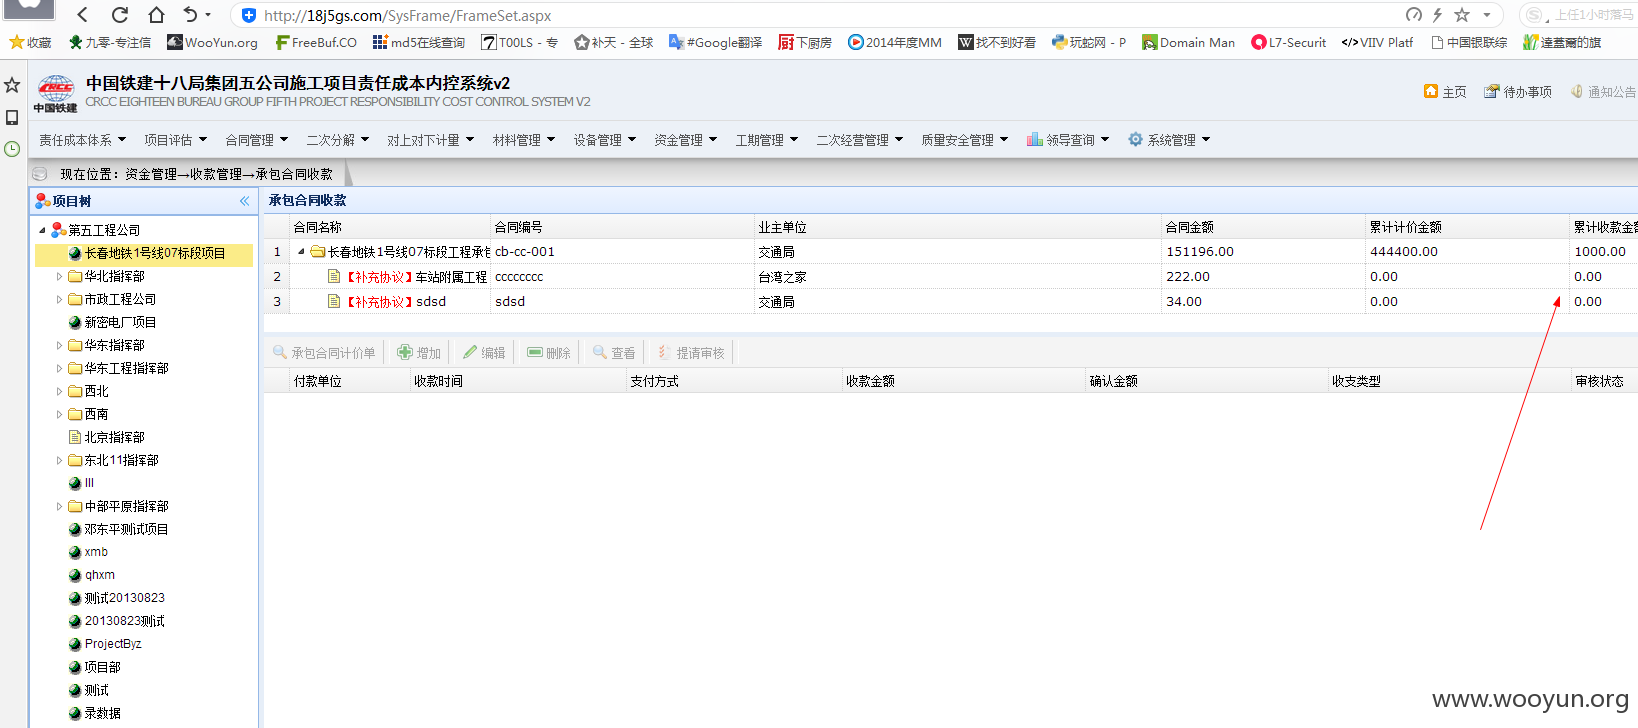 http://18j5gs.com/SysFrame/FrameSet.aspx
上任1小时落马
收藏 九零-专注信 WooYun.org FreeBuf.CO md5在线查询 T00LS - 专 补天 - 全球 #Google翻译 下厨房 2014年度MM 找不到好看 玩蛇网 - P Domain Man L7-Securit VIIV Platf 中国银联综
中国铁建十八局集团五公司施工项目责任成本内控系统v2
CRCC EIGHTEEN BUREAU GROUP FIFTH PROJECT RESPONSIBILITY COST CONTROL SYSTEM V2
CRCC
中国铁建
主页 待办事项 通知公告
责任成本体系 项目评估 合同管理 二次分解 对上对下计量 材料管理 设备管理 资金管理 工期管理 二次经营管理 质量安全管理 领导查询 系统管理
现在位置：资金管理→收款管理→承包合同收款
项目树
第五工程公司
长春地铁1号线07标段项目
华北指挥部
市政工程公司
新密电厂项目
华东指挥部
华东工程指挥部
西北
西南
北京指挥部
东北11指挥部
lll
中部平原指挥部
邓东平测试项目
xmb
qhxm
测试20130823
20130823测试
ProjectByz
项目部
测试
录数据
承包合同收款
合同名称 合同编号 业主单位 合同金额 累计计价金额 累计收款金
1 长春地铁1号线07标段工程承 cb-cc-001 交通局 151196.00 444400.00 1000.00
2 【补充协议】车站附属工程 cccccccc 台湾之家 222.00 0.00 0.00
3 【补充协议】sdsd sdsd 交通局 34.00 0.00 0.00
承包合同计价单 增加 编辑 删除 查看 提请审核
付款单位 收款时间 支付方式 收款金额 确认金额 收支类型 审核状态
www.wooyun.org